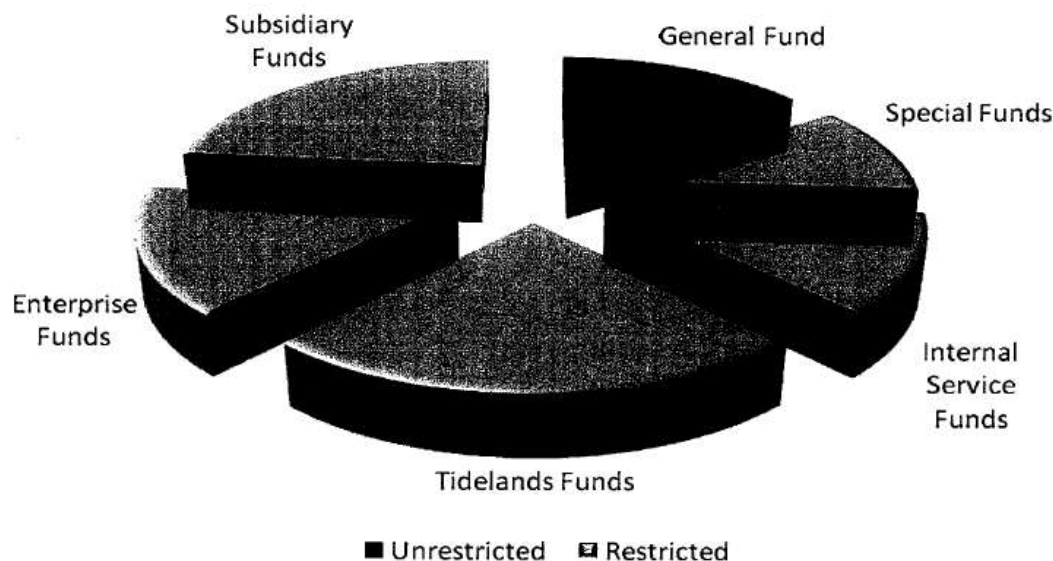 Subsidiary
Funds
General Fund
Special Funds
Enterprise
Funds
Internal
Service
Funds
Tidelands Funds
Unrestricted
Restricted